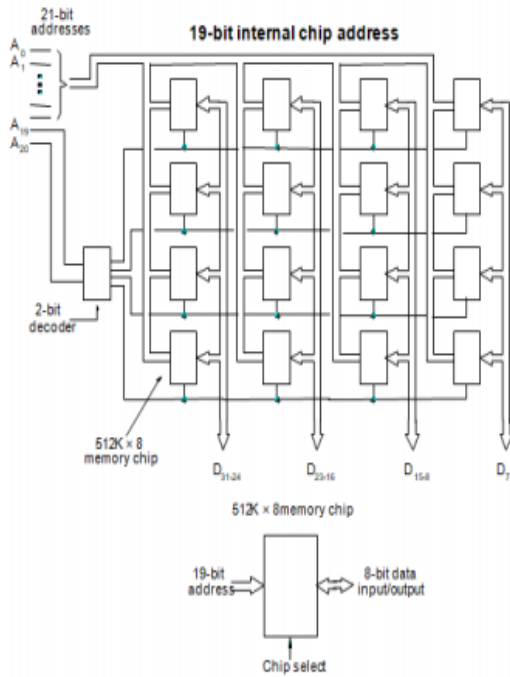 21-bit
addresses
19-bit internal chip address
A0
A1
A19
A20
2-bit
decoder
512K × 8
memory chip
D31-24
D23-16
D15-8
D7
512K × 8memory chip
19-bit
address
8-bit data
input/output
Chip select